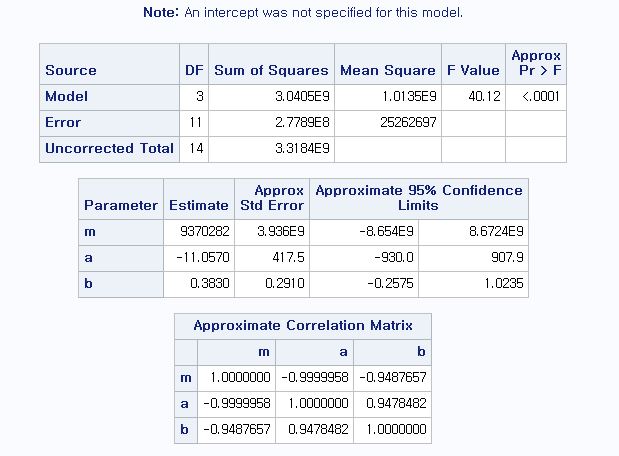 Note: An intercept was not specified for this model.
Source DF Sum of Squares Mean Square F Value Approx Pr > F
Model 3 3.0405E9 1.0135E9 40.12 <.0001
Error 11 2.7789E8 25262697
Uncorrected Total 14 3.3184E9
Parameter Estimate Approx Std Error Approximate 95% Confidence Limits
m 9370282 3.936E9 -8.654E9 8.6724E9
a -11.0570 417.5 -930.0 907.9
b 0.3830 0.2910 -0.2575 1.0235
Approximate Correlation Matrix
m a b
m 1.0000000 -0.9999958 -0.9487657
a -0.9999958 1.0000000 0.9478482
b -0.9487657 0.9478482 1.0000000